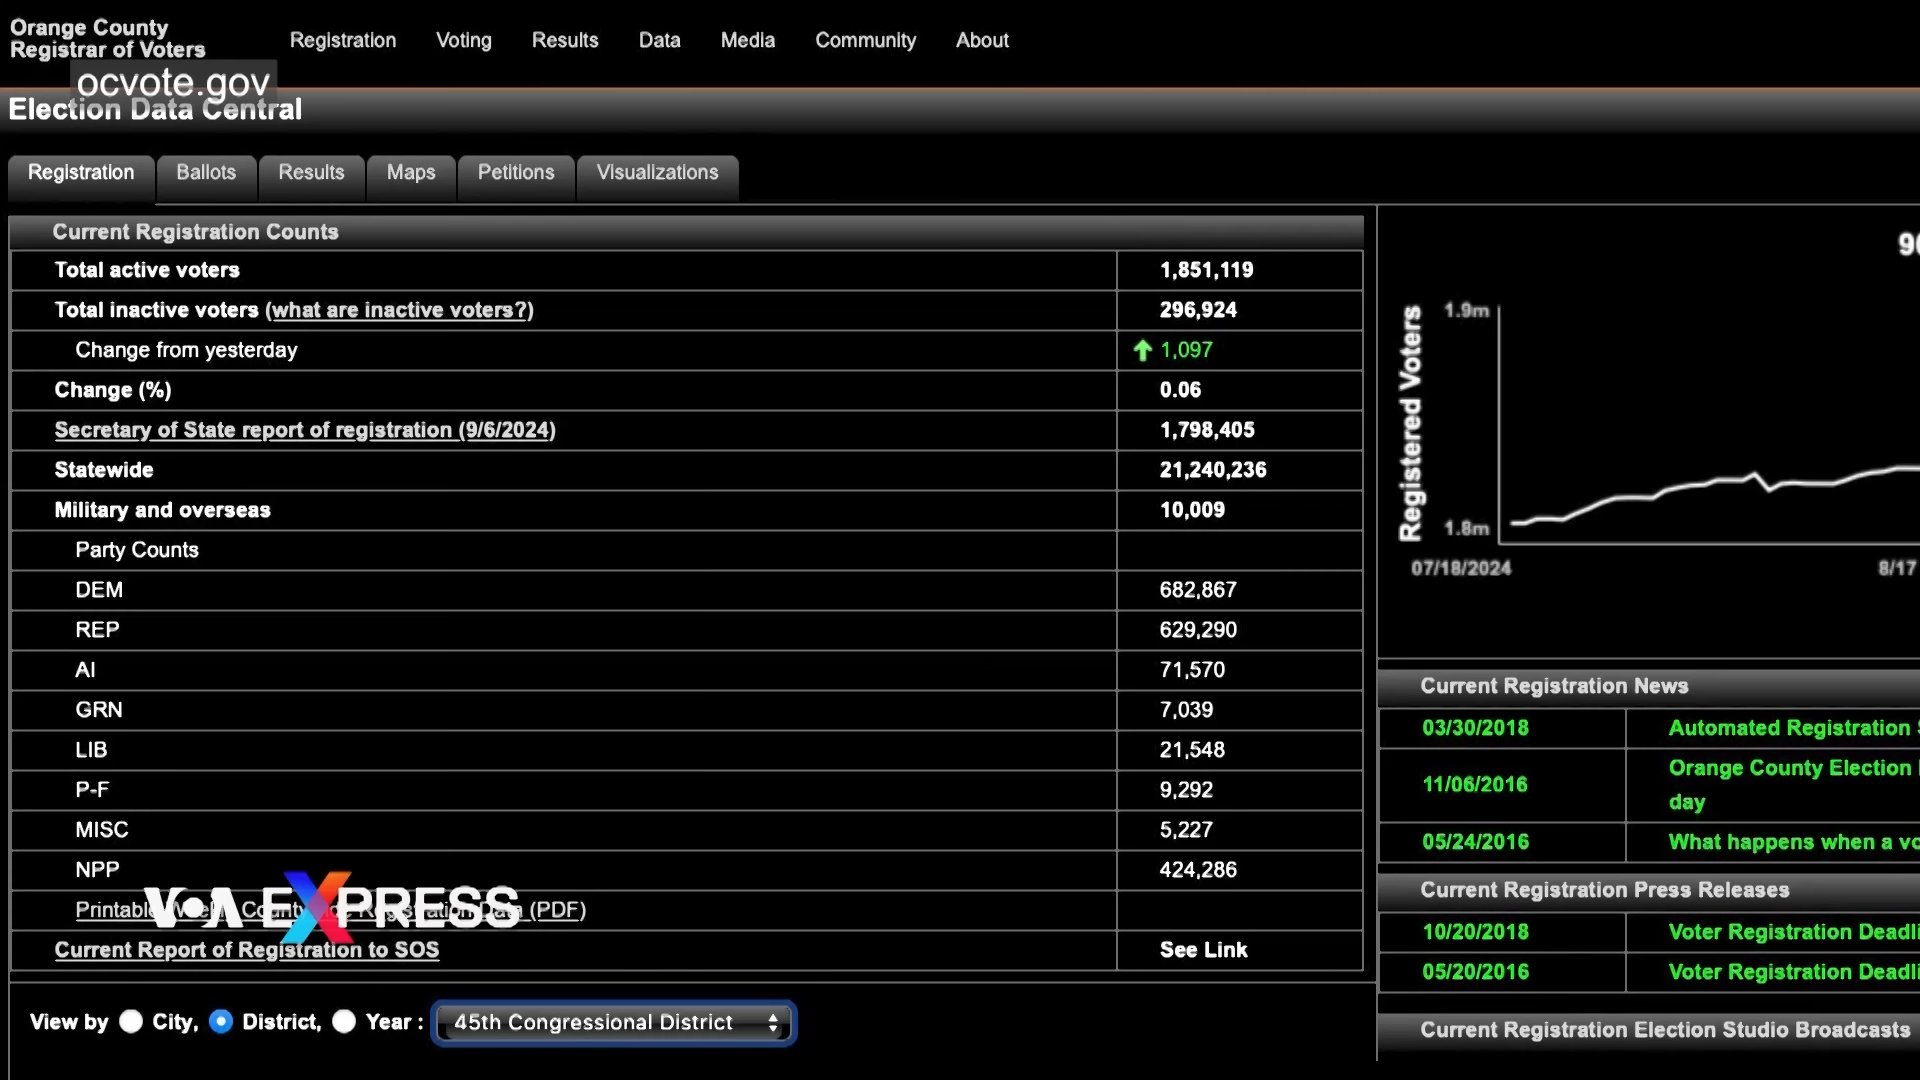 Orange County
Registrar of Voters
Registration Voting Results Data Media Community About
ocvote.gov
Election Data Central
Registration Ballots Results Maps Petitions Visualizations
Current Registration Counts
Total active voters 1,851,119
Total inactive voters (what are inactive voters?) 296,924
Change from yesterday 1,097
Change (%) 0.06
Secretary of State report of registration (9/6/2024) 1,798,405
Statewide 21,240,236
Military and overseas 10,009
Party Counts
DEM 682,867
REP 629,290
AI 71,570
GRN 7,039
LIB 21,548
P-F 9,292
MISC 5,227
NPP 424,286
Printable Registration Data (PDF)
VOA EXPRESS
Current Report of Registration to SOS See Link
View by City, District, Year : 45th Congressional District
Registered Voters
1.9m
1.8m
07/18/2024 8/17
Current Registration News
03/30/2018 Automated Registration
11/06/2016 Orange County Election
day
05/24/2016 What happens when a
Current Registration Press Releases
10/20/2018 Voter Registration
05/20/2016 Voter Registration
Current Registration Election Studio Broadcasts